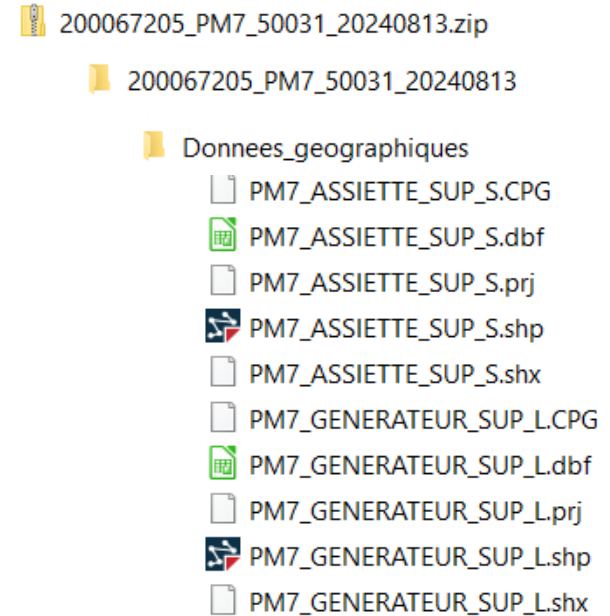 200067205_PM7_50031_20240813.zip
200067205_PM7_50031_20240813
Donnees_geographiques
PM7_ASSIETTE_SUP_S.CPG
PM7_ASSIETTE_SUP_S.dbf
PM7_ASSIETTE_SUP_S.prj
PM7_ASSIETTE_SUP_S.shp
PM7_ASSIETTE_SUP_S.shx
PM7_GENERATEUR_SUP_L.CPG
PM7_GENERATEUR_SUP_L.dbf
PM7_GENERATEUR_SUP_L.prj
PM7_GENERATEUR_SUP_L.shp
PM7_GENERATEUR_SUP_L.shx